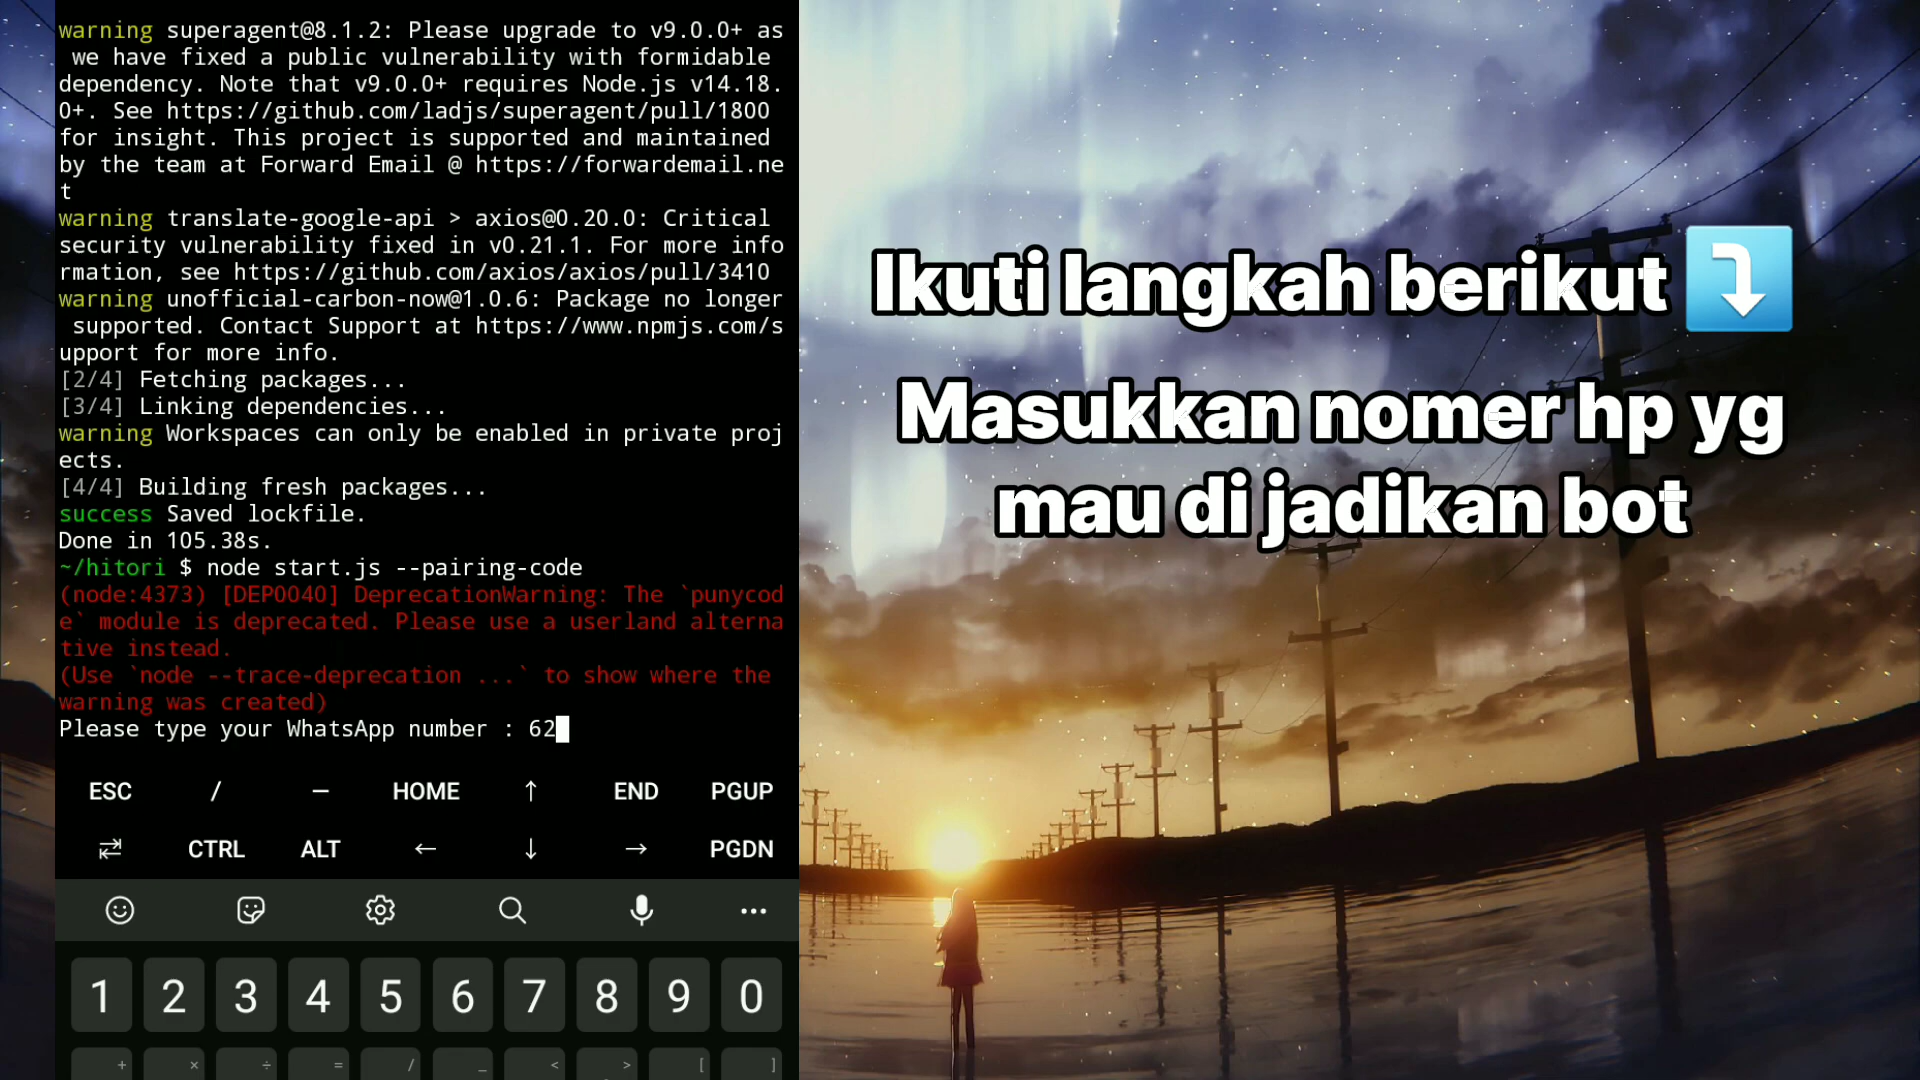 warning superagent@8.1.2: Please upgrade to v9.0.0+ as
we have fixed a public vulnerability with formidable
dependency. Note that v9.0.0+ requires Node.js v14.18.
0+. See https://github.com/ladjs/superagent/pull/1800
for insight. This project is supported and maintained
by the team at Forward Email @ https://forwardemail.ne
t
warning translate-google-api > axios@0.20.0: Critical
security vulnerability fixed in v0.21.1. For more info
rmation, see https://github.com/axios/axios/pull/3410
warning unofficial-carbon-now@1.0.6: Package no longer
supported. Contact Support at https://www.npmjs.com/s
upport for more info.
[2/4] Fetching packages...
[3/4] Linking dependencies...
warning Workspaces can only be enabled in private proj
ects.
[4/4] Building fresh packages...
success Saved lockfile.
Done in 105.38s.
~/hitori $ node start.js --pairing-code
(node:4373) [DEP0040] DeprecationWarning: The `punycod
e` module is deprecated. Please use a userland alterna
tive instead.
(Use `node --trace-deprecation ...` to show where the
warning was created)
Please type your WhatsApp number : 62
ESC / — HOME ↑ END PGUP
⇄ CTRL ALT ← ↓ → PGDN
1 2 3 4 5 6 7 8 9 0
+ × ÷ = / _ < > [ ]
Ikuti langkah berikut ⤵️
Masukkan nomer hp yg
mau di jadikan bot